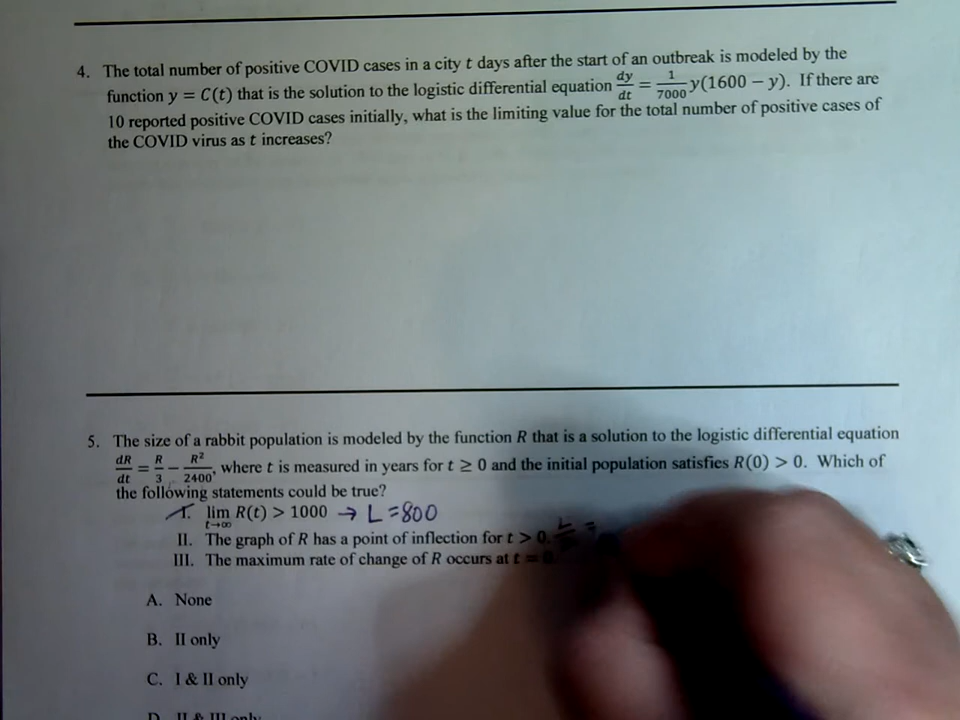 4. The total number of positive COVID cases in a city t days after the start of an outbreak is modeled by the
function y = C(t) that is the solution to the logistic differential equation dy/dt = 1/7000 y(1600 − y). If there are
10 reported positive COVID cases initially, what is the limiting value for the total number of positive cases of
the COVID virus as t increases?
5. The size of a rabbit population is modeled by the function R that is a solution to the logistic differential equation
dR/dt = R/3 − R²/2400, where t is measured in years for t ≥ 0 and the initial population satisfies R(0) > 0. Which of
the following statements could be true?
I. lim t→∞ R(t) > 1000 → L = 800
II. The graph of R has a point of inflection for t > 0.
III. The maximum rate of change of R occurs at t =
A. None
B. II only
C. I & II only
D. II & III only